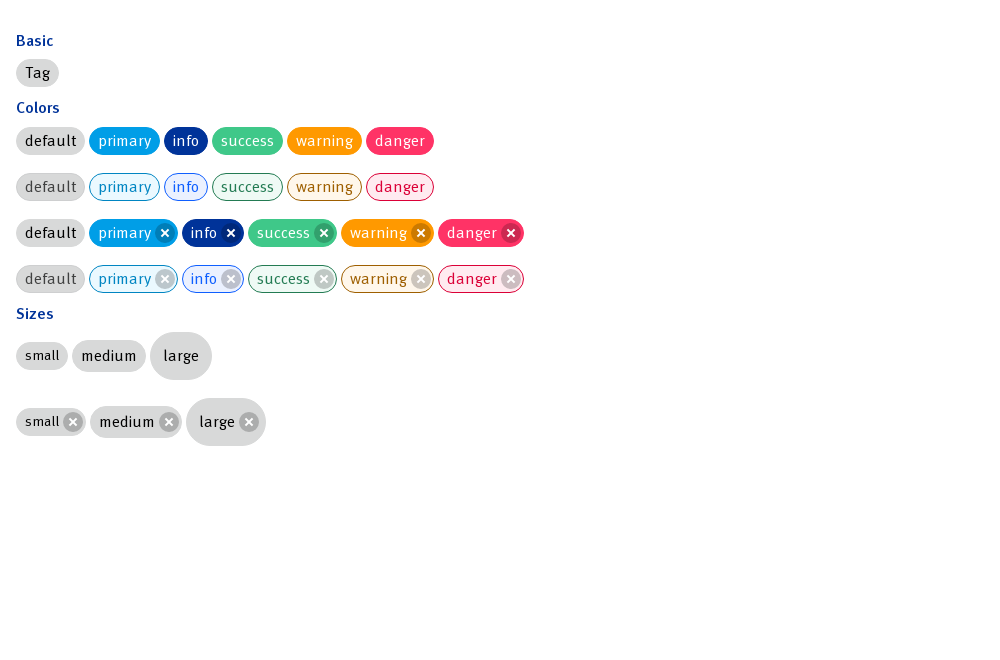 Basic
Tag
Colors
default primary info success warning danger
default primary info success warning danger
default primary info success warning danger
default primary info success warning danger
Sizes
small medium large
small medium large